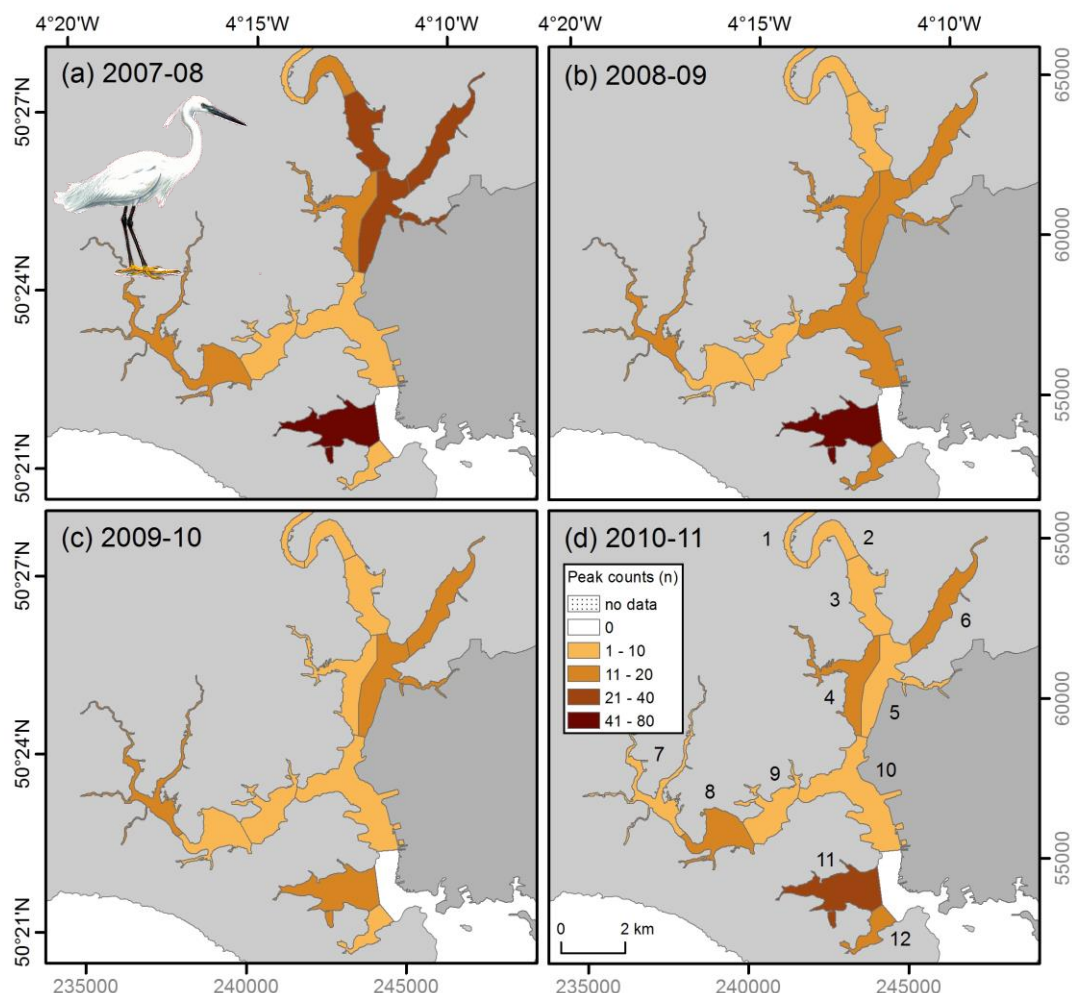 4°20'W 4°15'W 4°10'W 4°20'W 4°15'W 4°10'W
(a) 2007-08
(b) 2008-09
50°27'N
50°24'N
50°21'N
65000
60000
55000
(c) 2009-10
(d) 2010-11
50°27'N
50°24'N
50°21'N
1
2
3
4
5
6
7
8
9
10
11
12
Peak counts (n)
no data
0
1 - 10
11 - 20
21 - 40
41 - 80
0 2 km
65000
60000
55000
235000 240000 245000 235000 240000 245000